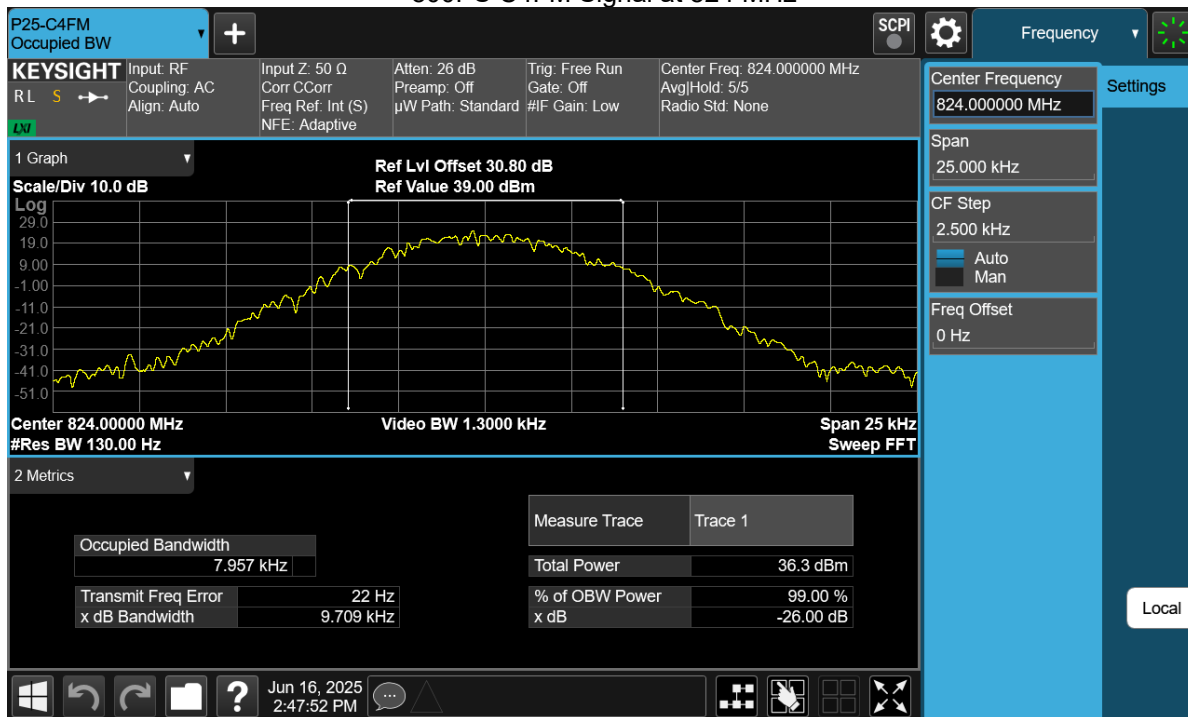 P25-C4FM
Occupied BW
SCPI
Frequency
KEYSIGHT
RL S
LXI
Input: RF
Coupling: AC
Align: Auto
Input Z: 50 Ω
Corr CCorr
Freq Ref: Int (S)
NFE: Adaptive
Atten: 26 dB
Preamp: Off
µW Path: Standard
Trig: Free Run
Gate: Off
#IF Gain: Low
Center Freq: 824.000000 MHz
Avg|Hold: 5/5
Radio Std: None
Center Frequency
824.000000 MHz
Settings
Span
25.000 kHz
CF Step
2.500 kHz
Auto
Man
Freq Offset
0 Hz
Local
1 Graph
Scale/Div 10.0 dB
Ref Lvl Offset 30.80 dB
Ref Value 39.00 dBm
Log
29.0
19.0
9.00
-1.00
-11.0
-21.0
-31.0
-41.0
-51.0
Center 824.00000 MHz
#Res BW 130.00 Hz
Video BW 1.3000 kHz
Span 25 kHz
Sweep FFT
2 Metrics
Measure Trace Trace 1
Occupied Bandwidth
7.957 kHz
Total Power 36.3 dBm
Transmit Freq Error 22 Hz
% of OBW Power 99.00 %
x dB Bandwidth 9.709 kHz
x dB -26.00 dB
Jun 16, 2025
2:47:52 PM